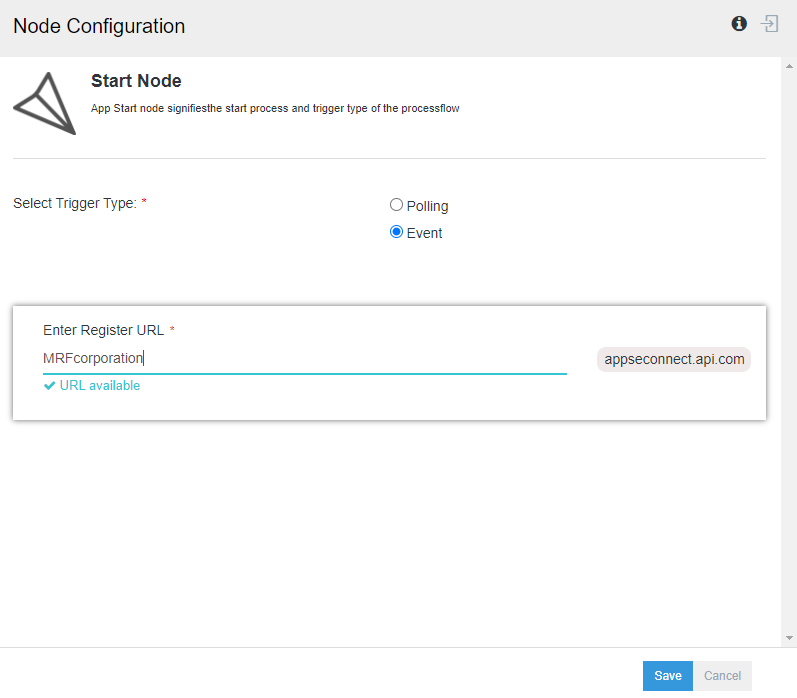 Node Configuration
Start Node
App Start node signifiesthe start process and trigger type of the processflow
Select Trigger Type: *
Polling
Event
Enter Register URL *
MRFcorporation
appseconnect.api.com
URL available
Save
Cancel